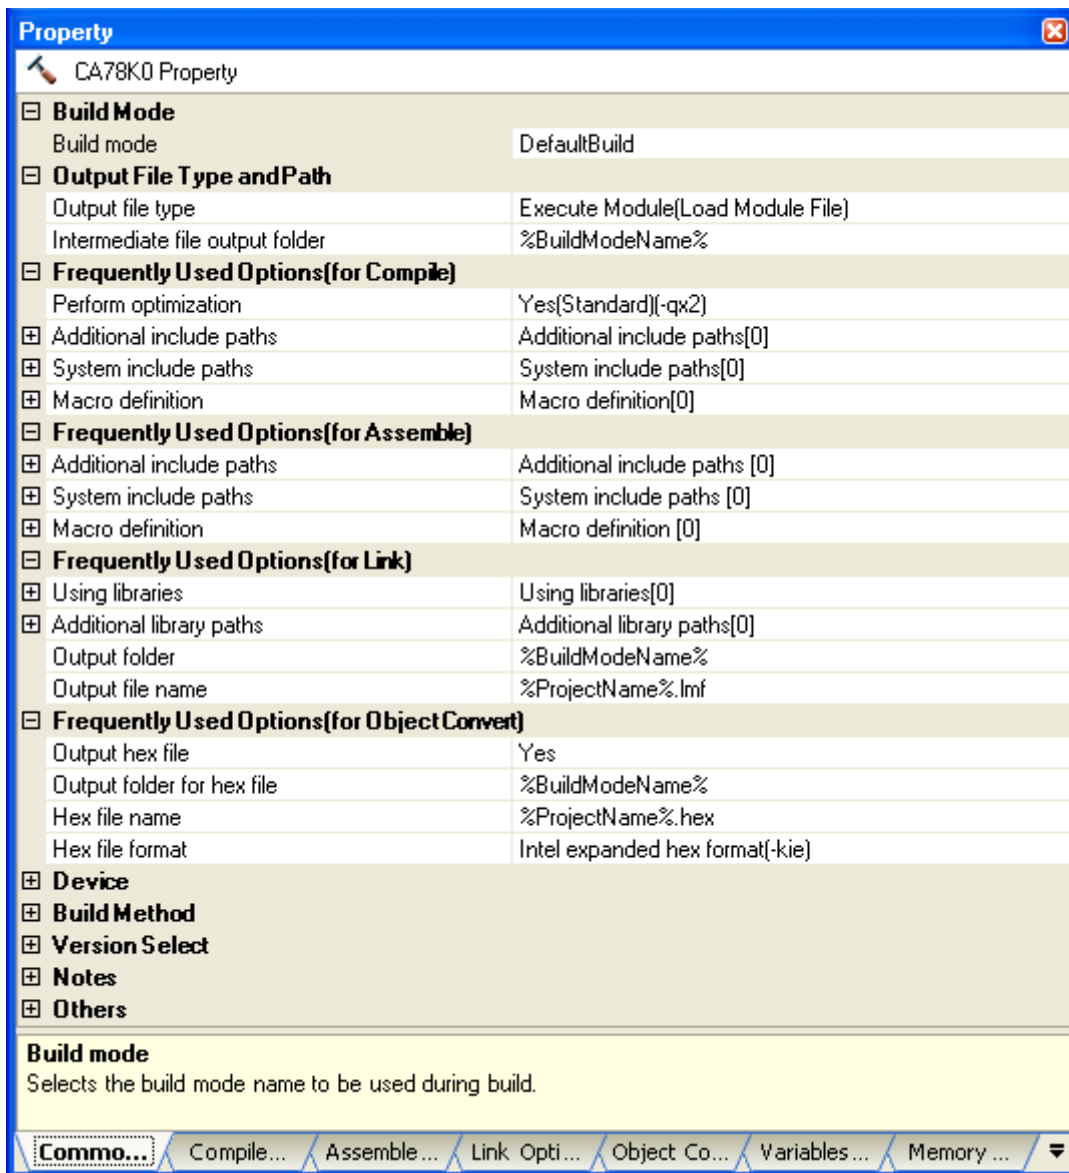 Property
CA78K0 Property
Build Mode
Build mode DefaultBuild
Output File Type and Path
Output file type Execute Module(Load Module File)
Intermediate file output folder %BuildModeName%
Frequently Used Options(for Compile)
Perform optimization Yes(Standard)(-qx2)
Additional include paths Additional include paths[0]
System include paths System include paths[0]
Macro definition Macro definition[0]
Frequently Used Options(for Assemble)
Additional include paths Additional include paths [0]
System include paths System include paths [0]
Macro definition Macro definition [0]
Frequently Used Options(for Link)
Using libraries Using libraries[0]
Additional library paths Additional library paths[0]
Output folder %BuildModeName%
Output file name %ProjectName%.lmf
Frequently Used Options(for Object Convert)
Output hex file Yes
Output folder for hex file %BuildModeName%
Hex file name %ProjectName%.hex
Hex file format Intel expanded hex format(-kie)
Device
Build Method
Version Select
Notes
Others
Build mode
Selects the build mode name to be used during build.
Commo... Compile... Assemble ... Link Opti... Object Co... Variables... Memory ...